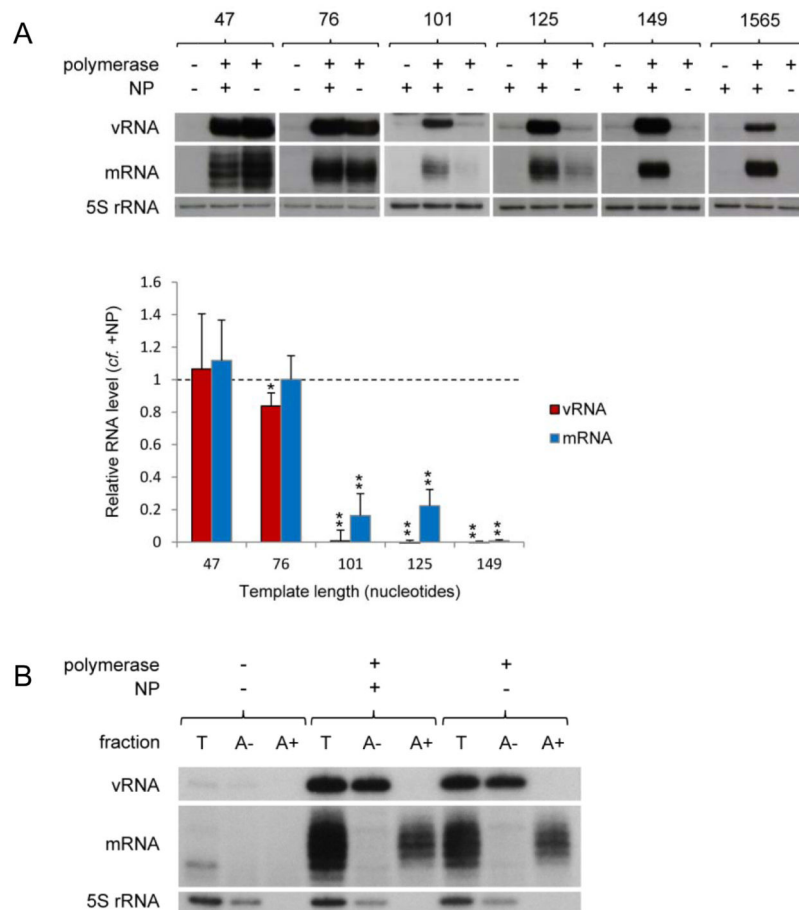 A
47 76 101 125 149 1565
polymerase - + + - + + - + + - + + - + + - + +
NP - + - - + - + + - + + - + + - + + -
vRNA
mRNA
5S rRNA
Relative RNA level (cf. +NP)
1.6
1.4
1.2
1
0.8
0.6
0.4
0.2
0
*
**
**
**
**
**
**
vRNA
mRNA
47 76 101 125 149
Template length (nucleotides)
B
polymerase - + +
NP - + -
fraction T A- A+ T A- A+ T A- A+
vRNA
mRNA
5S rRNA